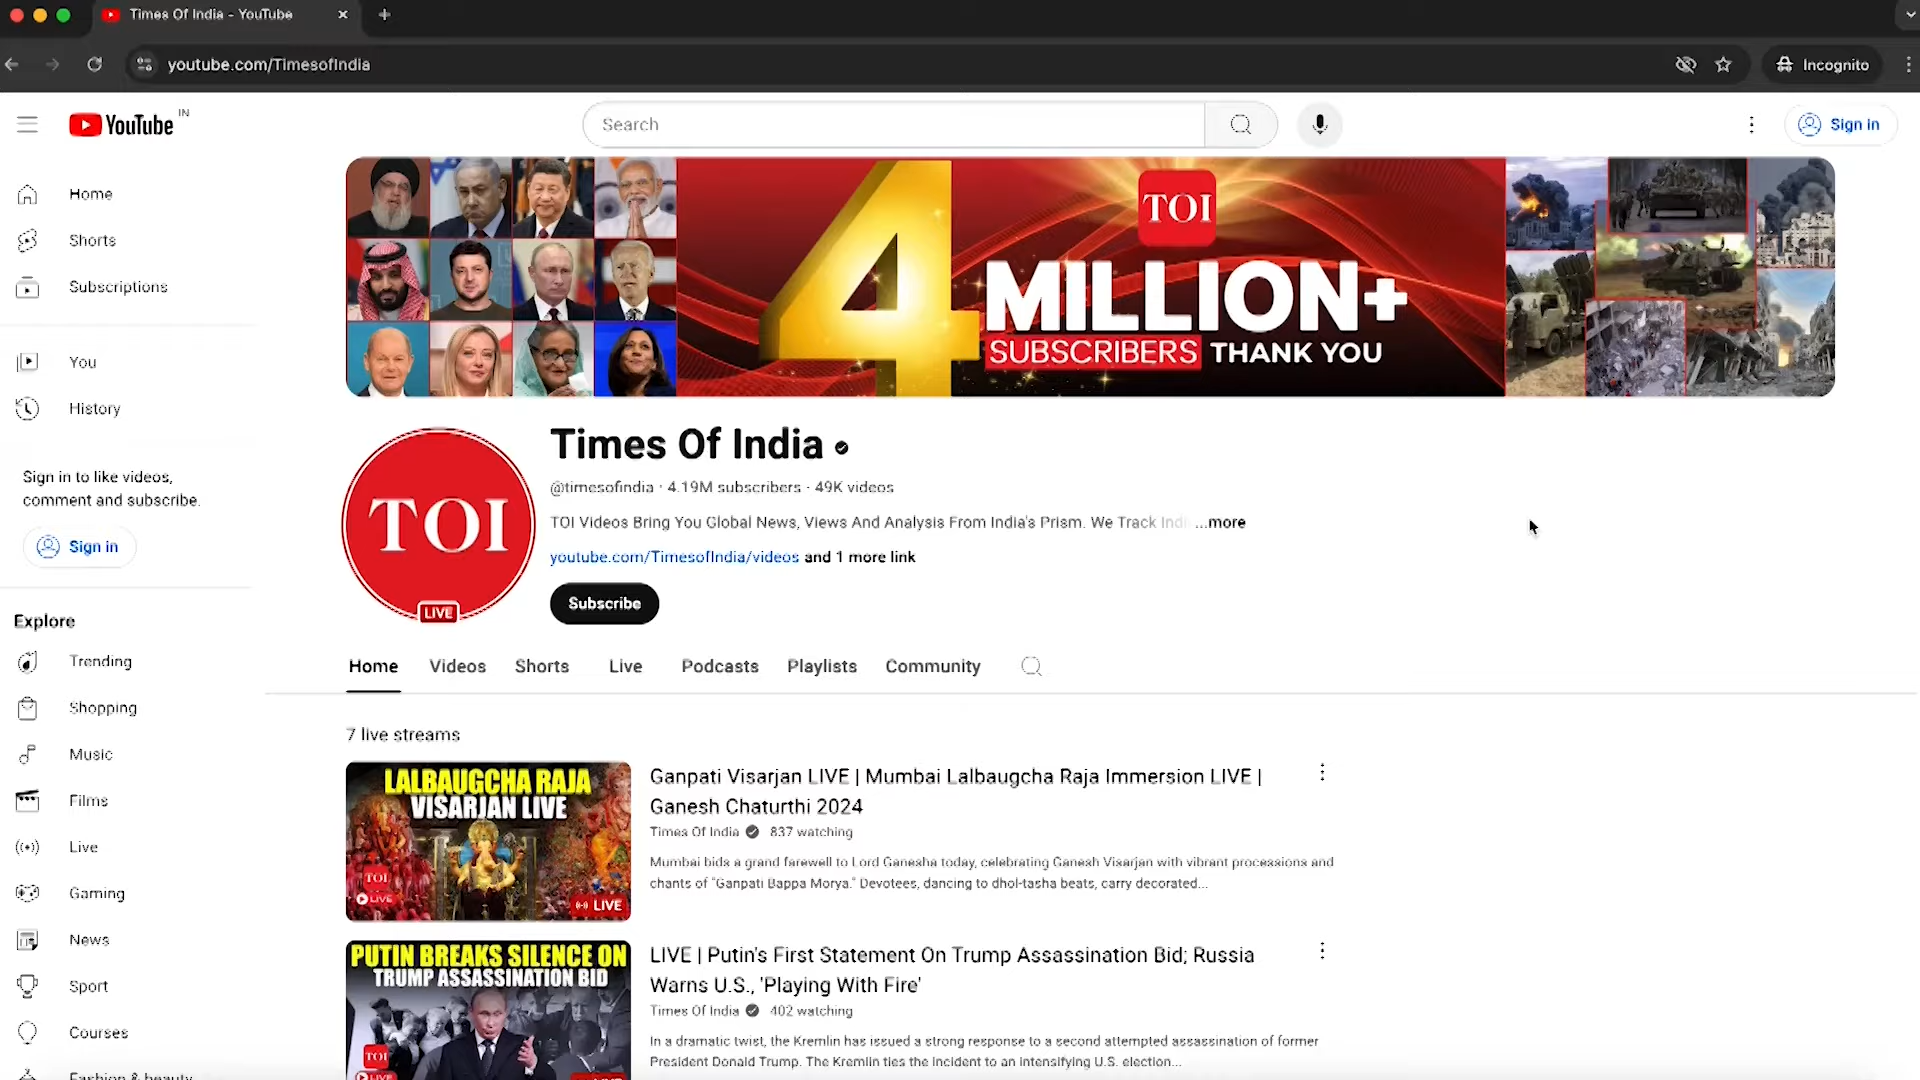 Times Of India - YouTube
youtube.com/TimesofIndia
Incognito
YouTube IN
Search
Sign in
Home
Shorts
Subscriptions
You
History
Sign in to like videos,
comment and subscribe.
Sign in
Explore
Trending
Shopping
Music
Films
Live
Gaming
News
Sport
Courses
Fashion & beauty
TOI
4 MILLION+
SUBSCRIBERS THANK YOU
TOI
LIVE
Times Of India
@timesofindia · 4.19M subscribers · 49K videos
TOI Videos Bring You Global News, Views And Analysis From India's Prism. We Track Indi ...more
youtube.com/TimesofIndia/videos and 1 more link
Subscribe
Home Videos Shorts Live Podcasts Playlists Community
7 live streams
LALBAUGCHA RAJA
VISARJAN LIVE
TOI
LIVE
LIVE
Ganpati Visarjan LIVE | Mumbai Lalbaugcha Raja Immersion LIVE |
Ganesh Chaturthi 2024
Times Of India 837 watching
Mumbai bids a grand farewell to Lord Ganesha today, celebrating Ganesh Visarjan with vibrant processions and
chants of "Ganpati Bappa Morya." Devotees, dancing to dhol-tasha beats, carry decorated...
PUTIN BREAKS SILENCE ON
TRUMP ASSASSINATION BID
TOI
LIVE
LIVE | Putin's First Statement On Trump Assassination Bid; Russia
Warns U.S., 'Playing With Fire'
Times Of India 402 watching
In a dramatic twist, the Kremlin has issued a strong response to a second attempted assassination of former
President Donald Trump. The Kremlin ties the incident to an intensifying U.S. election...